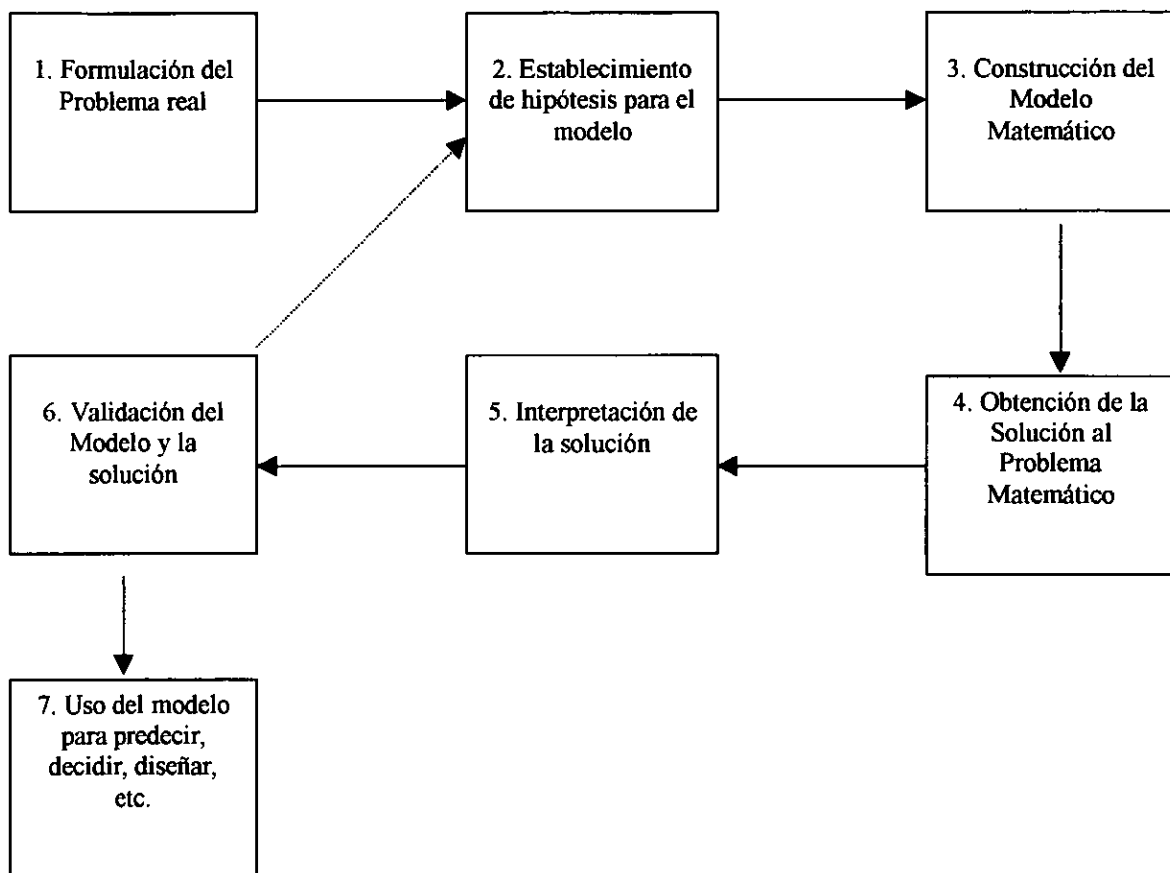 1. Formulación del
Problema real
2. Establecimiento
de hipótesis para el
modelo
3. Construcción del
Modelo
Matemático
4. Obtención de la
Solución al
Problema
Matemático
5. Interpretación de
la solución
6. Validación del
Modelo y la
solución
7. Uso del modelo
para predecir,
decidir, diseñar,
etc.